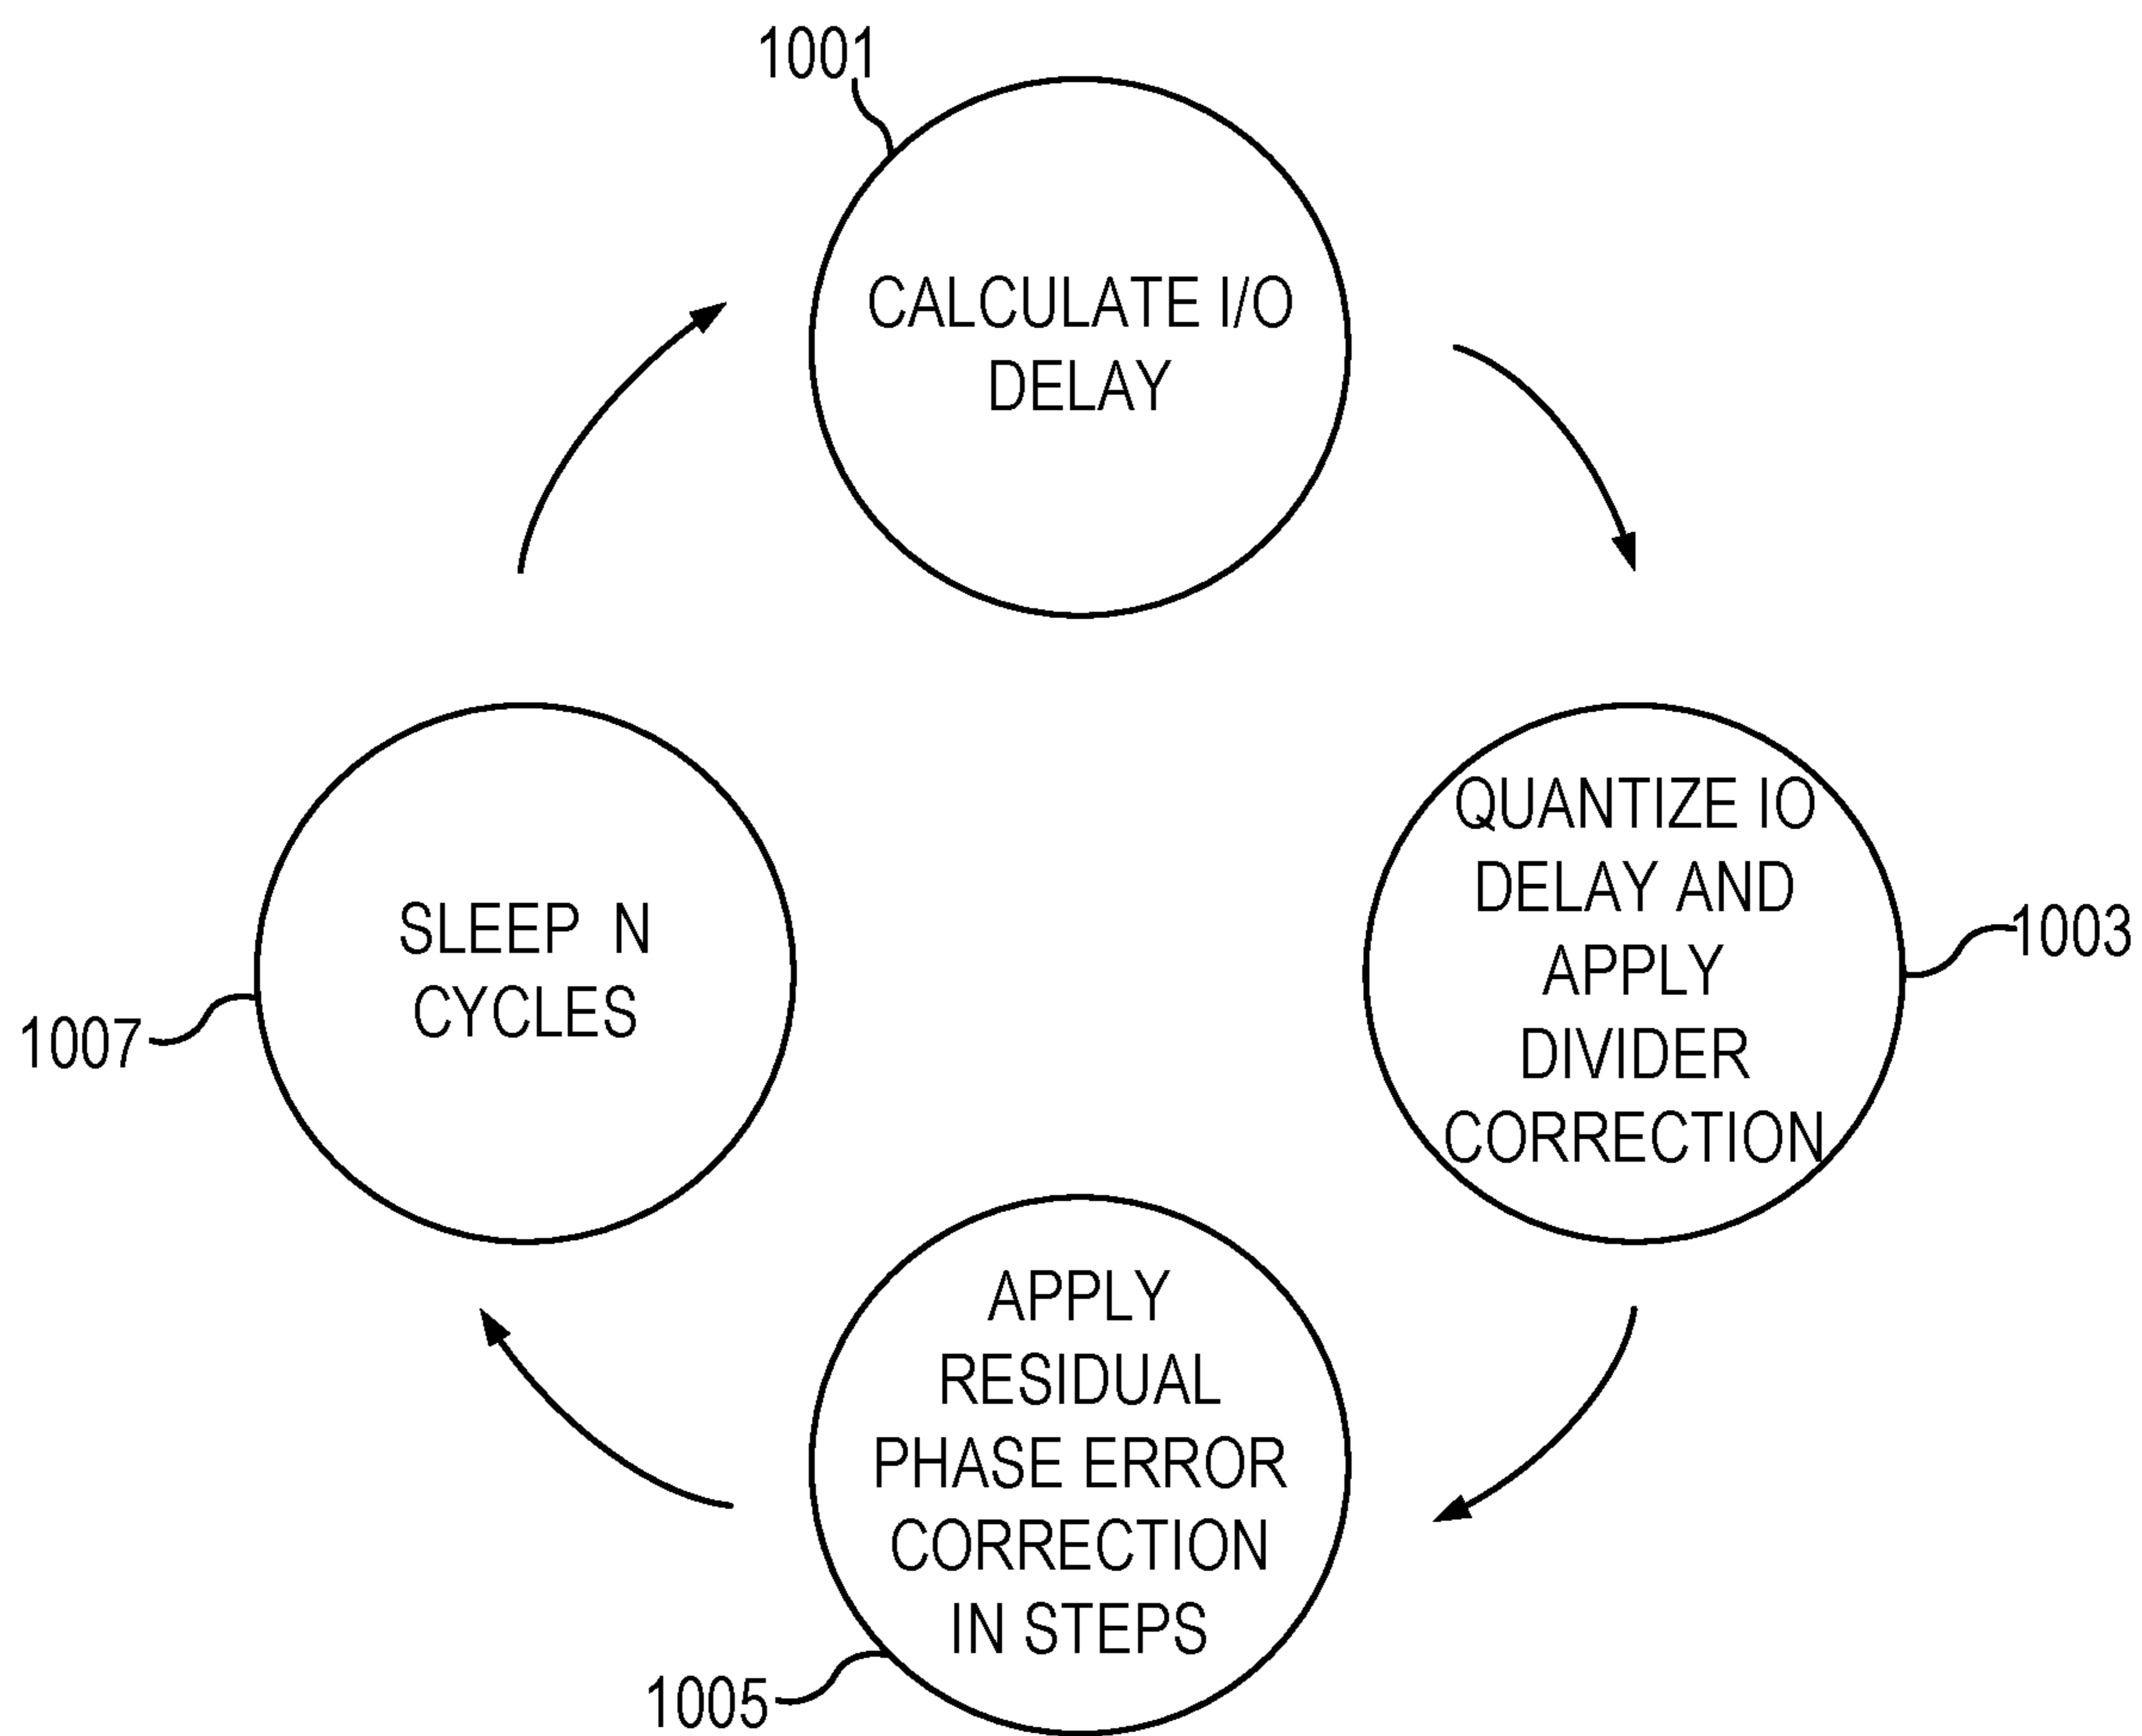 1001
CALCULATE I/O
DELAY
QUANTIZE IO
DELAY AND
APPLY
DIVIDER
CORRECTION
1003
SLEEP N
CYCLES
1007
APPLY
RESIDUAL
PHASE ERROR
CORRECTION
IN STEPS
1005